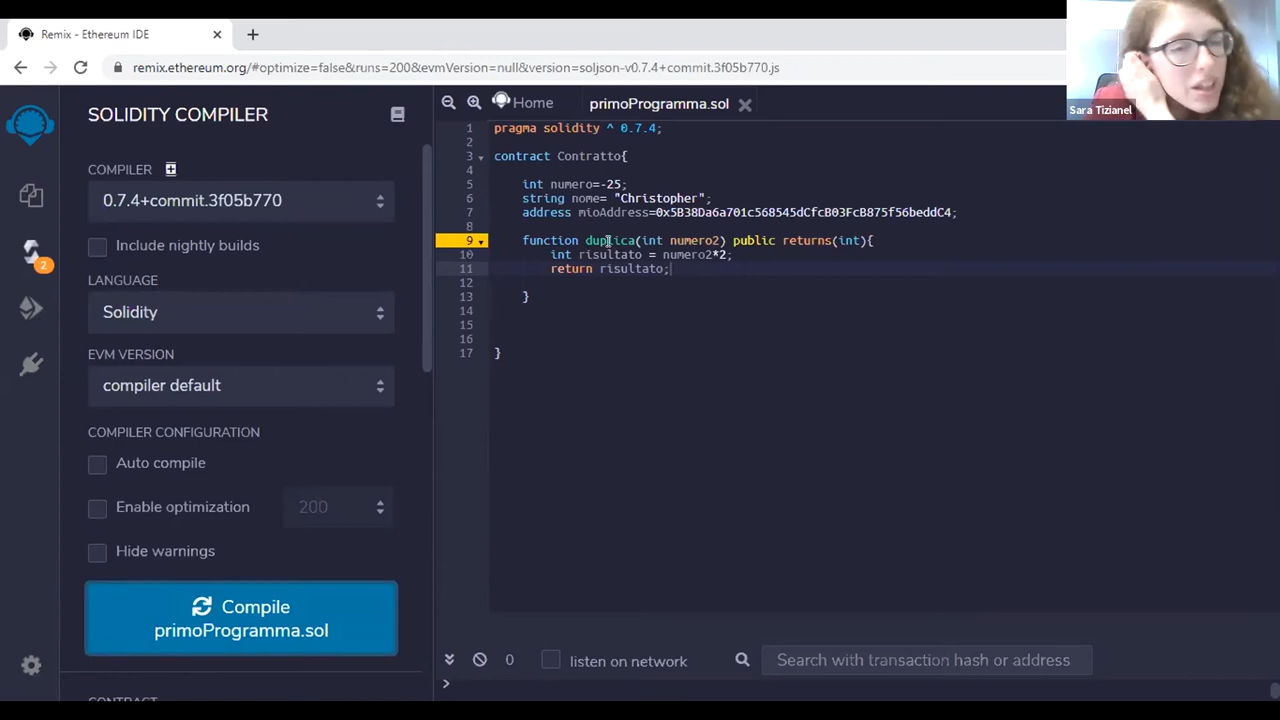 Remix - Ethereum IDE
remix.ethereum.org/#optimize=false&runs=200&evmVersion=null&version=soljson-v0.7.4+commit.3f05b770.js
Sara Tizianel
SOLIDITY COMPILER
COMPILER
0.7.4+commit.3f05b770
Include nightly builds
2
LANGUAGE
Solidity
EVM VERSION
compiler default
COMPILER CONFIGURATION
Auto compile
Enable optimization 200
Hide warnings
Compile
primoProgramma.sol
CONTRACT
Home primoProgramma.sol
1 pragma solidity ^ 0.7.4;
2
3 contract Contratto{
4
5 int numero=-25;
6 string nome= "Christopher";
7 address mioAddress=0x5B38Da6a701c568545dCfcB03FcB875f56beddC4;
8
9 function duplica(int numero2) public returns(int){
10 int risultato = numero2*2;
11 return risultato;
12
13 }
14
15
16
17 }
0 listen on network Search with transaction hash or address
>